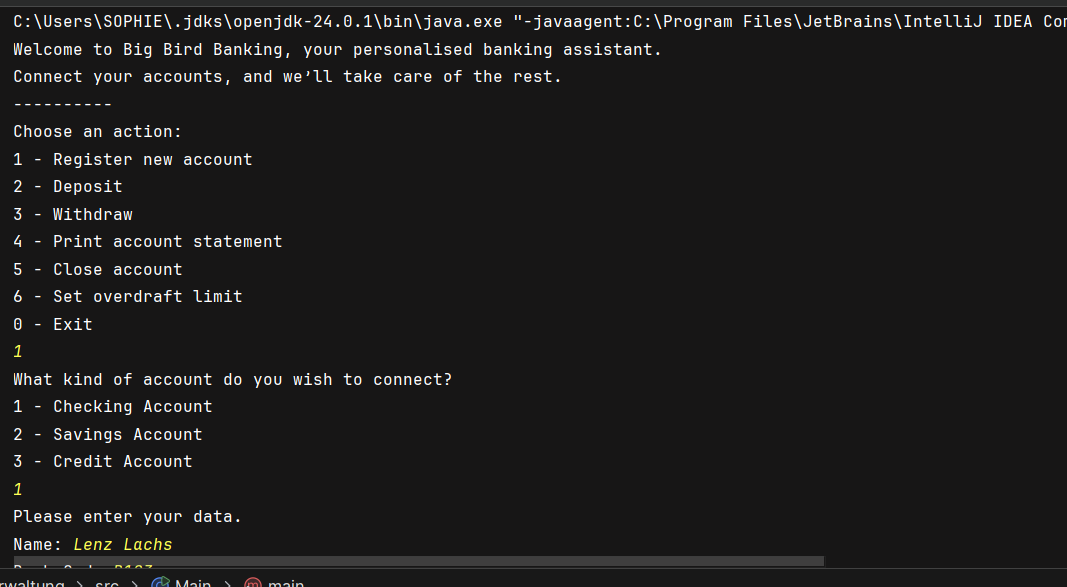 C:\Users\SOPHIE\.jdks\openjdk-24.0.1\bin\java.exe "-javaagent:C:\Program Files\JetBrains\IntelliJ IDEA
Welcome to Big Bird Banking, your personalised banking assistant.
Connect your accounts, and we’ll take care of the rest.
----------
Choose an action:
1 - Register new account
2 - Deposit
3 - Withdraw
4 - Print account statement
5 - Close account
6 - Set overdraft limit
0 - Exit
1
What kind of account do you wish to connect?
1 - Checking Account
2 - Savings Account
3 - Credit Account
1
Please enter your data.
Name: Lenz Lachs
src > Main > main